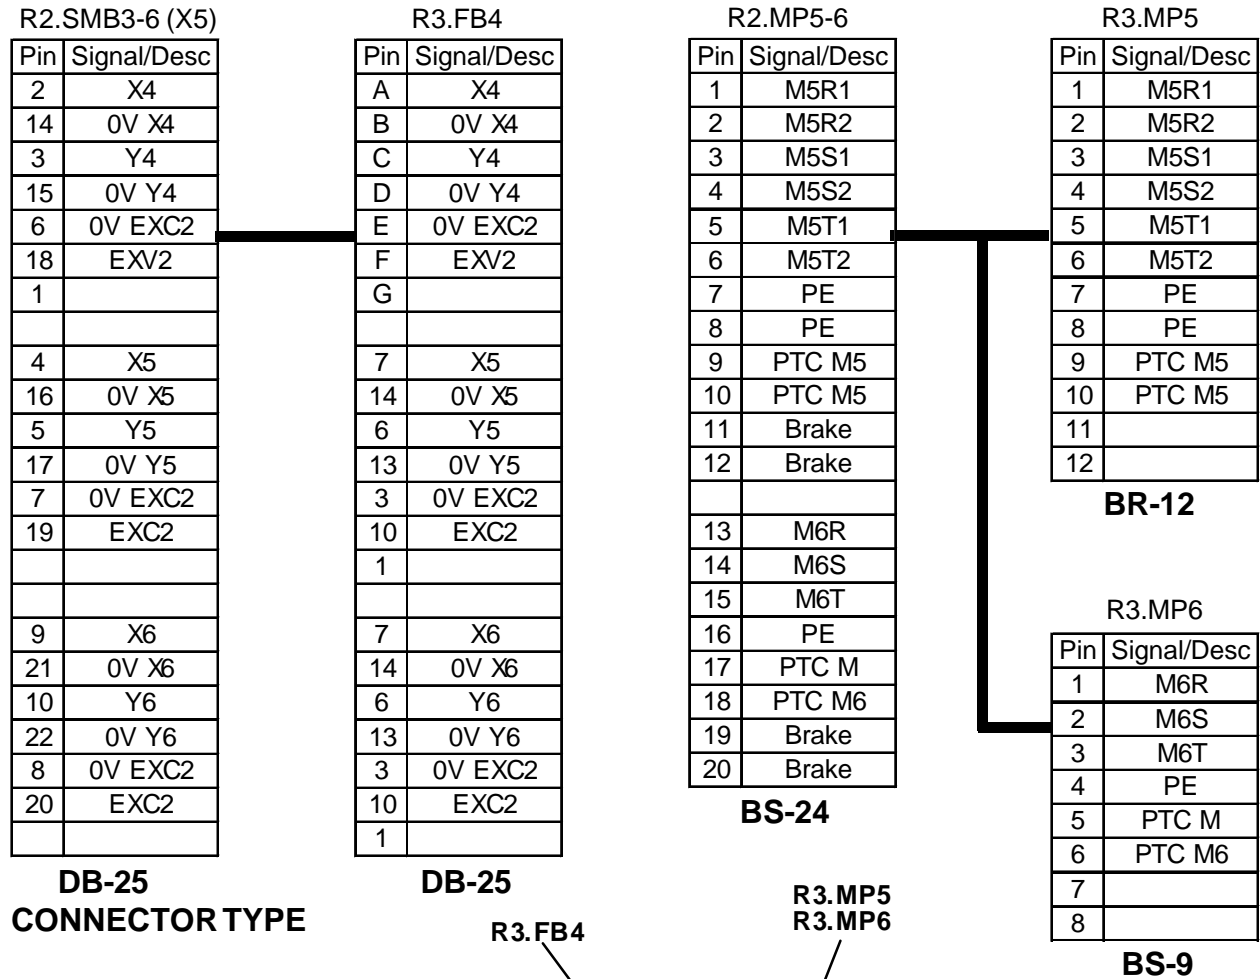 R2.SMB3-6 (X5)
Pin Signal/Desc
2 X4
14 0V X4
3 Y4
15 0V Y4
6 0V EXC2
18 EXV2
1
4 X5
16 0V X5
5 Y5
17 0V Y5
7 0V EXC2
19 EXC2
9 X6
21 0V X6
10 Y6
22 0V Y6
8 0V EXC2
20 EXC2
DB-25
CONNECTOR TYPE
R3.FB4
Pin Signal/Desc
A X4
B 0V X4
C Y4
D 0V Y4
E 0V EXC2
F EXV2
G
7 X5
14 0V X5
6 Y5
13 0V Y5
3 0V EXC2
10 EXC2
1
7 X6
14 0V X6
6 Y6
13 0V Y6
3 0V EXC2
10 EXC2
1
DB-25
R3.FB4
R2.MP5-6
Pin Signal/Desc
1 M5R1
2 M5R2
3 M5S1
4 M5S2
5 M5T1
6 M5T2
7 PE
8 PE
9 PTC M5
10 PTC M5
11 Brake
12 Brake
13 M6R
14 M6S
15 M6T
16 PE
17 PTC M
18 PTC M6
19 Brake
20 Brake
BS-24
R3.MP5
R3.MP6
R3.MP5
Pin Signal/Desc
1 M5R1
2 M5R2
3 M5S1
4 M5S2
5 M5T1
6 M5T2
7 PE
8 PE
9 PTC M5
10 PTC M5
11
12
BR-12
R3.MP6
Pin Signal/Desc
1 M6R
2 M6S
3 M6T
4 PE
5 PTC M
6 PTC M6
7
8
BS-9